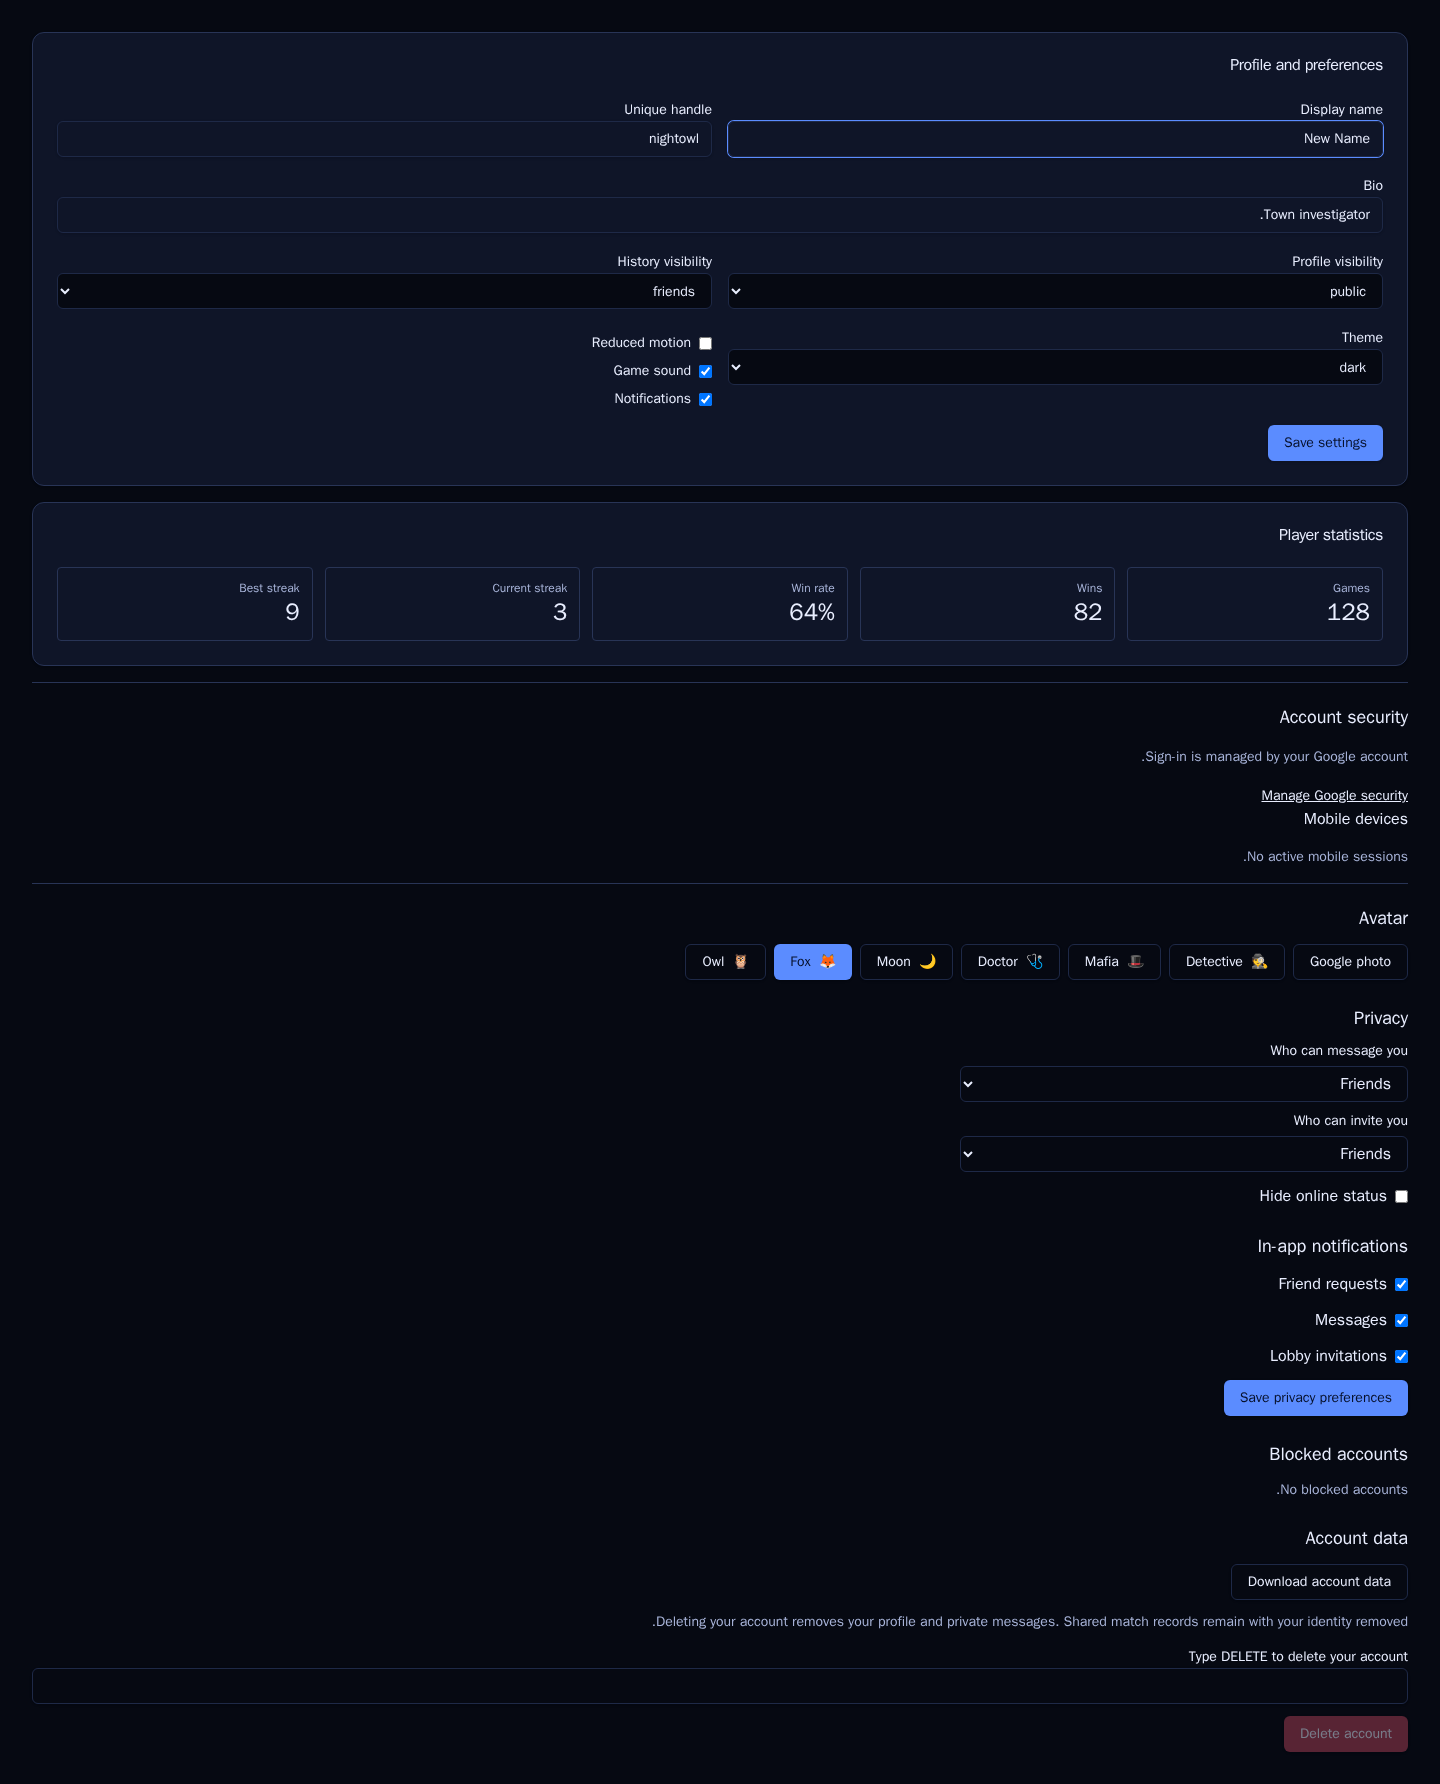 Profile and preferences
Display name
New Name
Unique handle
nightowl
Bio
.Town investigator
Profile visibility
public
History visibility
friends
Theme
dark
Reduced motion
Game sound
Notifications
Save settings
Player statistics
Games
128
Wins
82
Win rate
64%
Current streak
3
Best streak
9
Account security
.Sign-in is managed by your Google account
Manage Google security
Mobile devices
.No active mobile sessions
Avatar
Google photo
Detective
Mafia
Doctor
Moon
Fox
Owl
Privacy
Who can message you
Friends
Who can invite you
Friends
Hide online status
In-app notifications
Friend requests
Messages
Lobby invitations
Save privacy preferences
Blocked accounts
.No blocked accounts
Account data
Download account data
.Deleting your account removes your profile and private messages. Shared match records remain with your identity removed
Type DELETE to delete your account
Delete account